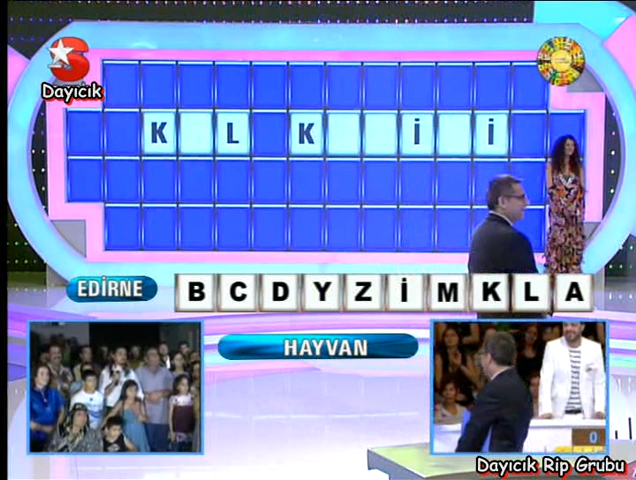 S
Dayıcık
K L K İ İ
EDİRNE
B C D Y Z İ M K L A
HAYVAN
0
Dayıcık Rip Grubu